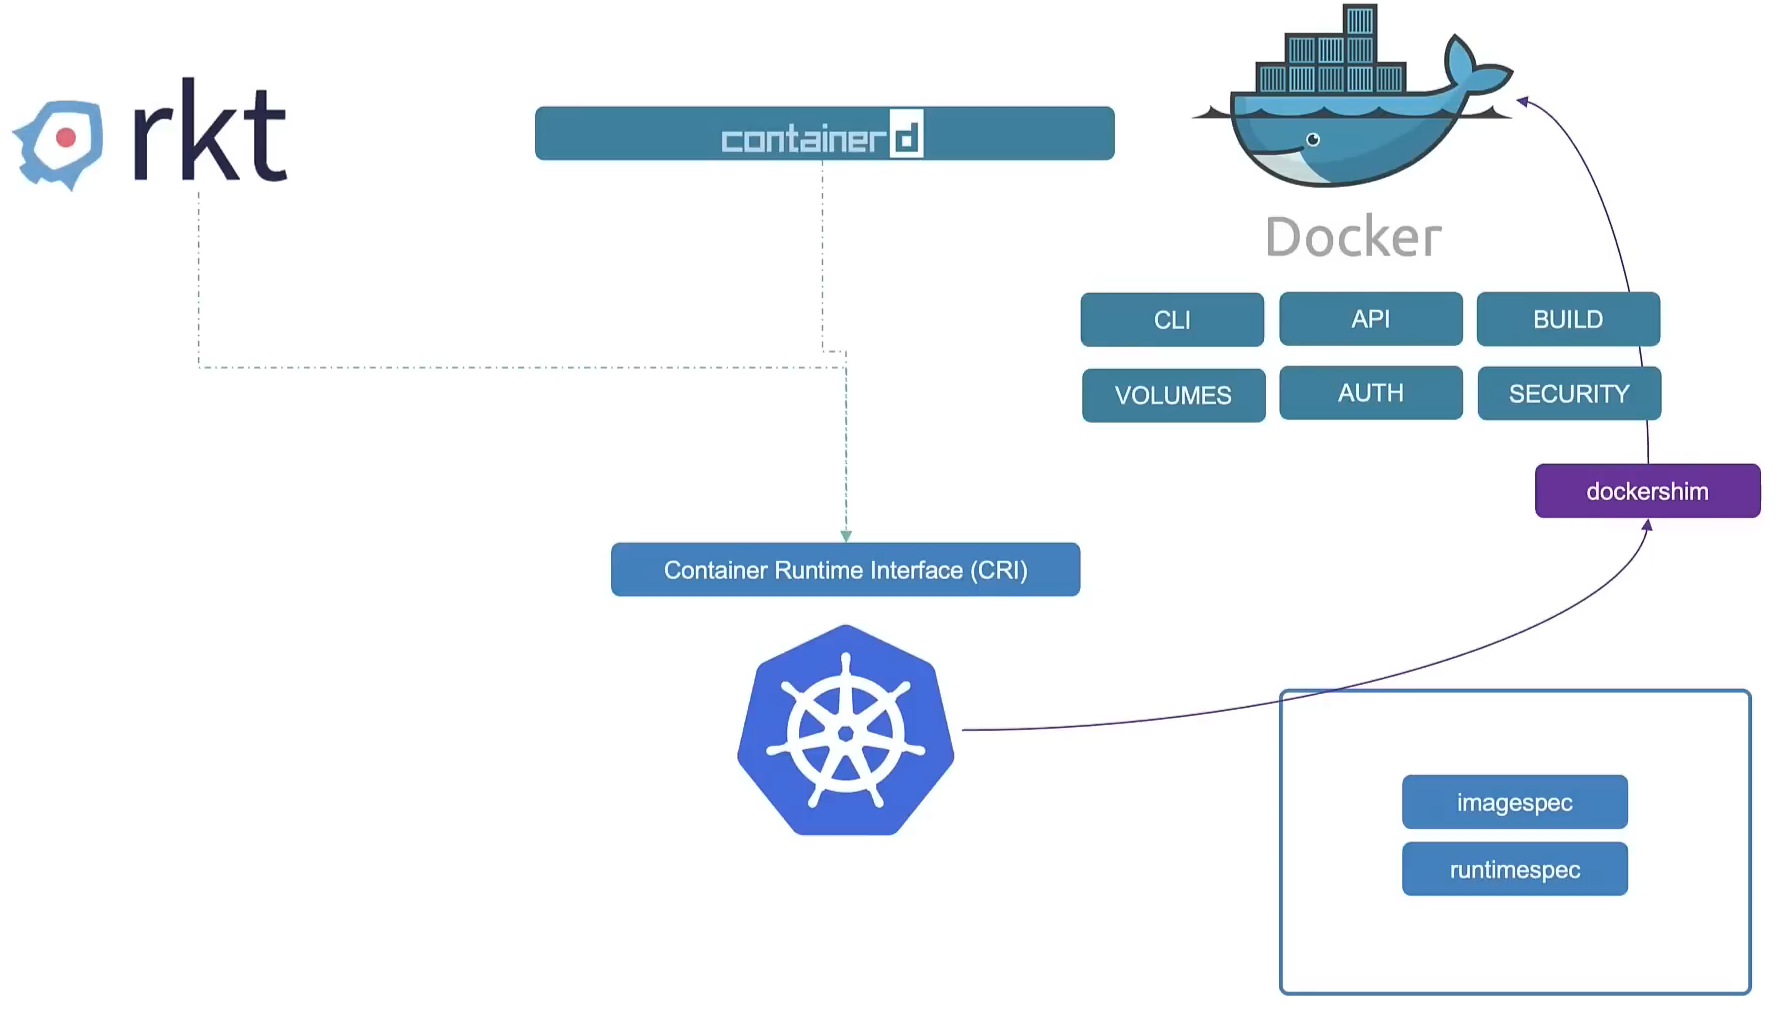 rkt
containerd
Docker
CLI
API
BUILD
VOLUMES
AUTH
SECURITY
dockershim
Container Runtime Interface (CRI)
imagespec
runtimespec